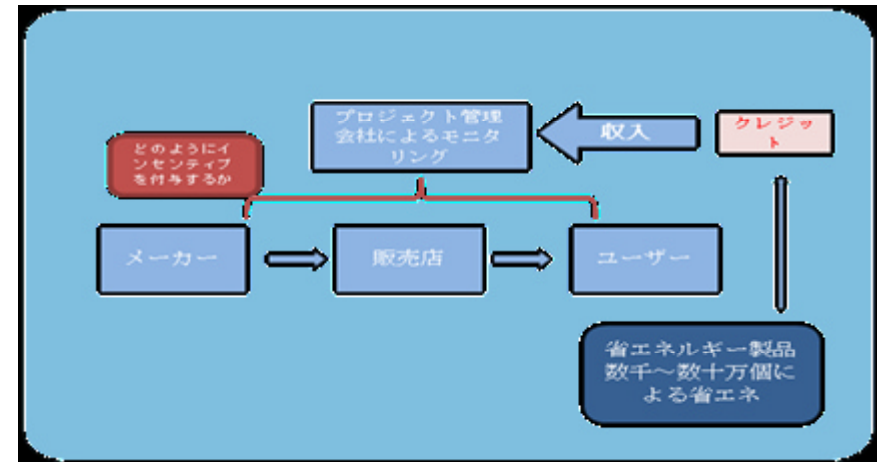 プロジェクト管理
会社によるモニタ
リング
収入
クレジッ
ト
どのようにイ
ンセンティブ
を付与するか
メーカー
販売店
ユーザー
省エネルギー製品
数千～数十万個に
よる省エネ